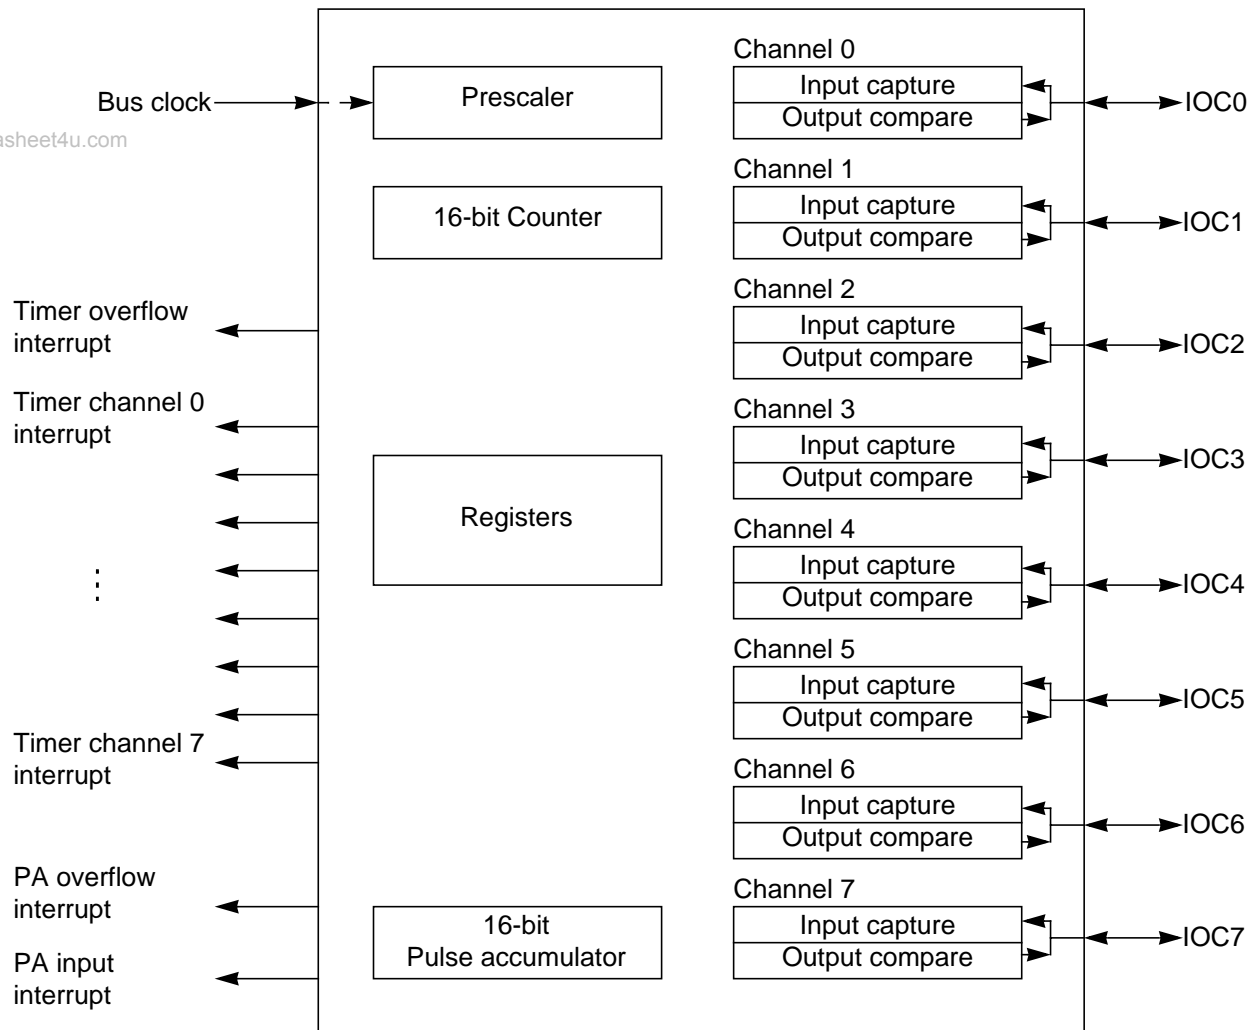 Bus clock
asheet4u.com
Timer overflow
interrupt
Timer channel 0
interrupt
Timer channel 7
interrupt
PA overflow
interrupt
PA input
interrupt
Prescaler
16-bit Counter
Registers
16-bit
Pulse accumulator
Channel 0
Input capture
Output compare
IOC0
Channel 1
Input capture
Output compare
IOC1
Channel 2
Input capture
Output compare
IOC2
Channel 3
Input capture
Output compare
IOC3
Channel 4
Input capture
Output compare
IOC4
Channel 5
Input capture
Output compare
IOC5
Channel 6
Input capture
Output compare
IOC6
Channel 7
Input capture
Output compare
IOC7